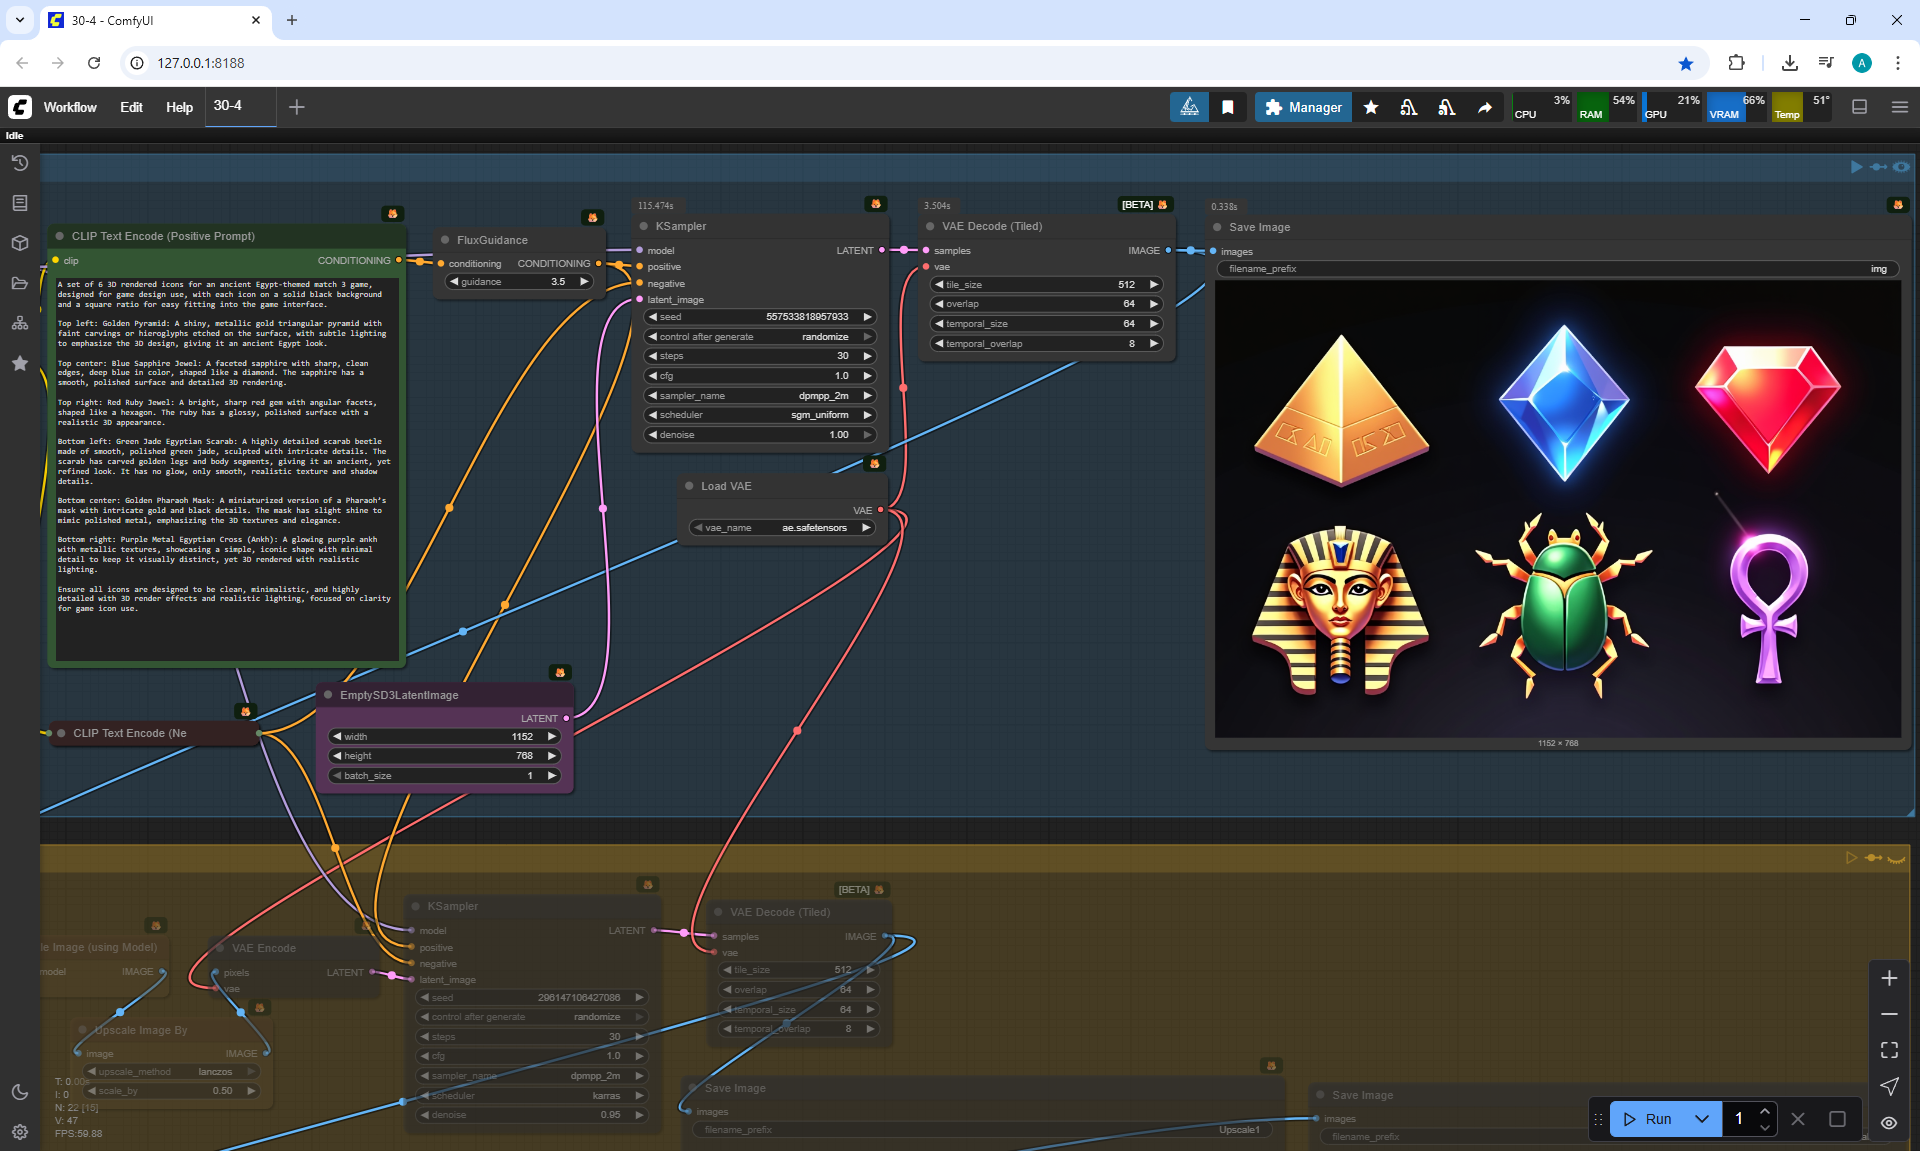 30-4 - ComfyUI
127.0.0.1:8188
A
Workflow Edit Help 30-4
Manager
CPU 3%
RAM 54%
GPU 21%
VRAM 66%
Temp 51°
Idle
CLIP Text Encode (Positive Prompt)
clip CONDITIONING
A set of 6 3D rendered icons for an ancient Egypt-themed match 3 game,
designed for game design use, with each icon on a solid black background
and a square ratio for easy fitting into the game interface.
Top left: Golden Pyramid: A shiny, metallic gold triangular pyramid with
faint carvings or hieroglyphs etched on the surface, with subtle lighting
to emphasize the 3D design, giving it an ancient Egypt look.
Top center: Blue Sapphire Jewel: A faceted sapphire with sharp, clean
edges, deep blue in color, shaped like a diamond. The sapphire has a
smooth, polished surface and detailed 3D rendering.
Top right: Red Ruby Jewel: A bright, sharp red gem with angular facets,
shaped like a hexagon. The ruby has a glossy, polished surface with a
realistic 3D appearance.
Bottom left: Green Jade Egyptian Scarab: A highly detailed scarab beetle
made of smooth, polished green jade, sculpted with intricate details. The
scarab has carved golden legs and body segments, giving it an ancient, yet
refined look. It has no glow, only smooth, realistic texture and shadow
details.
Bottom center: Golden Pharaoh Mask: A miniaturized version of a Pharaoh's
mask with intricate gold and black details. The mask has slight shine to
mimic polished metal, emphasizing the 3D textures and elegance.
Bottom right: Purple Metal Egyptian Cross (Ankh): A glowing purple ankh
with metallic textures, showcasing a simple, iconic shape with minimal
detail to keep it visually distinct, yet 3D rendered with realistic
lighting.
Ensure all icons are designed to be clean, minimalistic, and highly
detailed with 3D render effects and realistic lighting, focused on clarity
for game icon use.
FluxGuidance
conditioning CONDITIONING
guidance 3.5
115.474s
KSampler
model LATENT
positive
negative
latent_image
seed 557533818957933
control after generate randomize
steps 30
cfg 1.0
sampler_name dpmpp_2m
scheduler sgm_uniform
denoise 1.00
3.504s
[BETA]
VAE Decode (Tiled)
samples IMAGE
vae
tile_size 512
overlap 64
temporal_size 64
temporal_overlap 8
0.338s
Save Image
images
filename_prefix img
1152 × 768
Load VAE
VAE
vae_name ae.safetensors
EmptySD3LatentImage
LATENT
width 1152
height 768
batch_size 1
CLIP Text Encode (Ne
le Image (using Model)
model IMAGE
VAE Encode
pixels LATENT
vae
Upscale Image By
image IMAGE
upscale_method lanczos
scale_by 0.50
T: 0.00s
I: 0
N: 22 [15]
V: 47
FPS:59.88
KSampler
model LATENT
positive
negative
latent_image
seed 296147106427086
control after generate randomize
steps 30
cfg 1.0
sampler_name dpmpp_2m
scheduler karras
denoise 0.95
[BETA]
VAE Decode (Tiled)
samples IMAGE
vae
tile_size 512
overlap 64
temporal_size 64
temporal_overlap 8
Save Image
images
filename_prefix Upscale1
Save Image
images
filename_prefix
Run 1